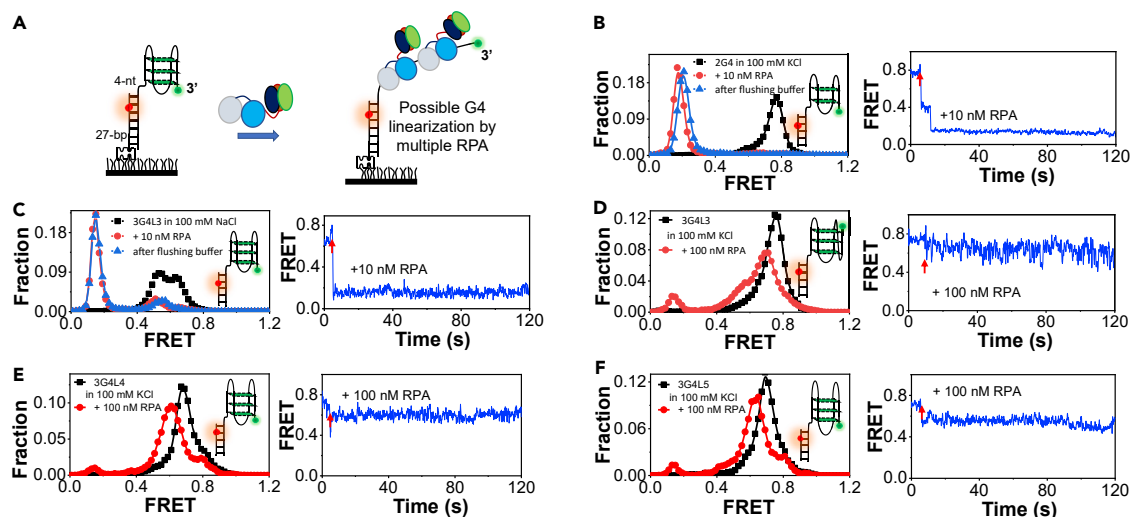 A
4-nt
3’
27-bp
3’
Possible G4
linearization by
multiple RPA
B
Fraction
0.20
0.15
0.10
0.05
0.00
2G4 in 100 mM KCl
+ 10 nM RPA
after flushing buffer
0.0 0.4 0.8 1.2
FRET
FRET
0.8
0.4
0.0
+10 nM RPA
0 40 80 120
Time (s)
C
Fraction
0.18
0.09
0.00
3G4L3 in 100 mM NaCl
+ 10 nM RPA
after flushing buffer
0.0 0.4 0.8 1.2
FRET
FRET
0.8
0.4
0.0
+10 nM RPA
0 40 80 120
Time (s)
D
Fraction
0.12
0.09
0.06
0.03
0.00
3G4L3
in 100 mM KCl
+ 100 nM RPA
0.0 0.4 0.8 1.2
FRET
FRET
0.8
0.4
0.0
+ 100 nM RPA
0 40 80 120
Time (s)
E
Fraction
0.10
0.05
0.00
3G4L4
in 100 mM KCl
+ 100 nM RPA
0.0 0.4 0.8 1.2
FRET
FRET
0.8
0.4
0.0
+ 100 nM RPA
0 40 80 120
Time (s)
F
Fraction
0.12
0.06
0.00
3G4L5
in 100 mM KCl
+ 100 nM RPA
0.0 0.4 0.8 1.2
FRET
FRET
0.8
0.4
0.0
+ 100 nM RPA
0 40 80 120
Time (s)